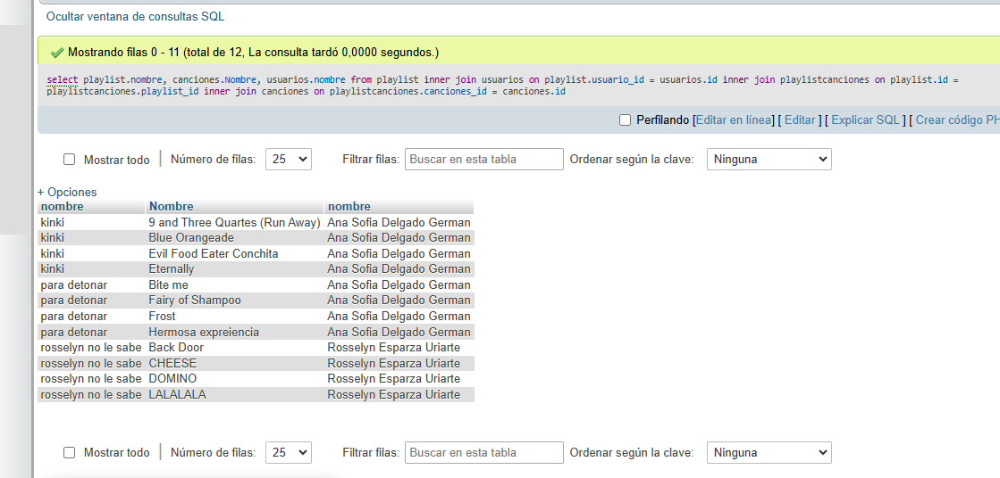 Ocultar ventana de consultas SQL
Mostrando filas 0 - 11 (total de 12, La consulta tardó 0,0000 segundos.)
select playlist.nombre, canciones.Nombre, usuarios.nombre from playlist inner join usuarios on playlist.usuario_id = usuarios.id inner join playlistcanciones on playlist.id =
playlistcanciones.playlist_id inner join canciones on playlistcanciones.canciones_id = canciones.id
Perfilando [Editar en línea] [ Editar ] [ Explicar SQL ] [ Crear código PH
Mostrar todo | Número de filas: 25 Filtrar filas: Buscar en esta tabla Ordenar según la clave: Ninguna
+ Opciones
nombre Nombre nombre
kinki 9 and Three Quartes (Run Away) Ana Sofia Delgado German
kinki Blue Orangeade Ana Sofia Delgado German
kinki Evil Food Eater Conchita Ana Sofia Delgado German
kinki Eternally Ana Sofia Delgado German
para detonar Bite me Ana Sofia Delgado German
para detonar Fairy of Shampoo Ana Sofia Delgado German
para detonar Frost Ana Sofia Delgado German
para detonar Hermosa expreiencia Ana Sofia Delgado German
rosselyn no le sabe Back Door Rosselyn Esparza Uriarte
rosselyn no le sabe CHEESE Rosselyn Esparza Uriarte
rosselyn no le sabe DOMINO Rosselyn Esparza Uriarte
rosselyn no le sabe LALALALA Rosselyn Esparza Uriarte
Mostrar todo | Número de filas: 25 Filtrar filas: Buscar en esta tabla Ordenar según la clave: Ninguna